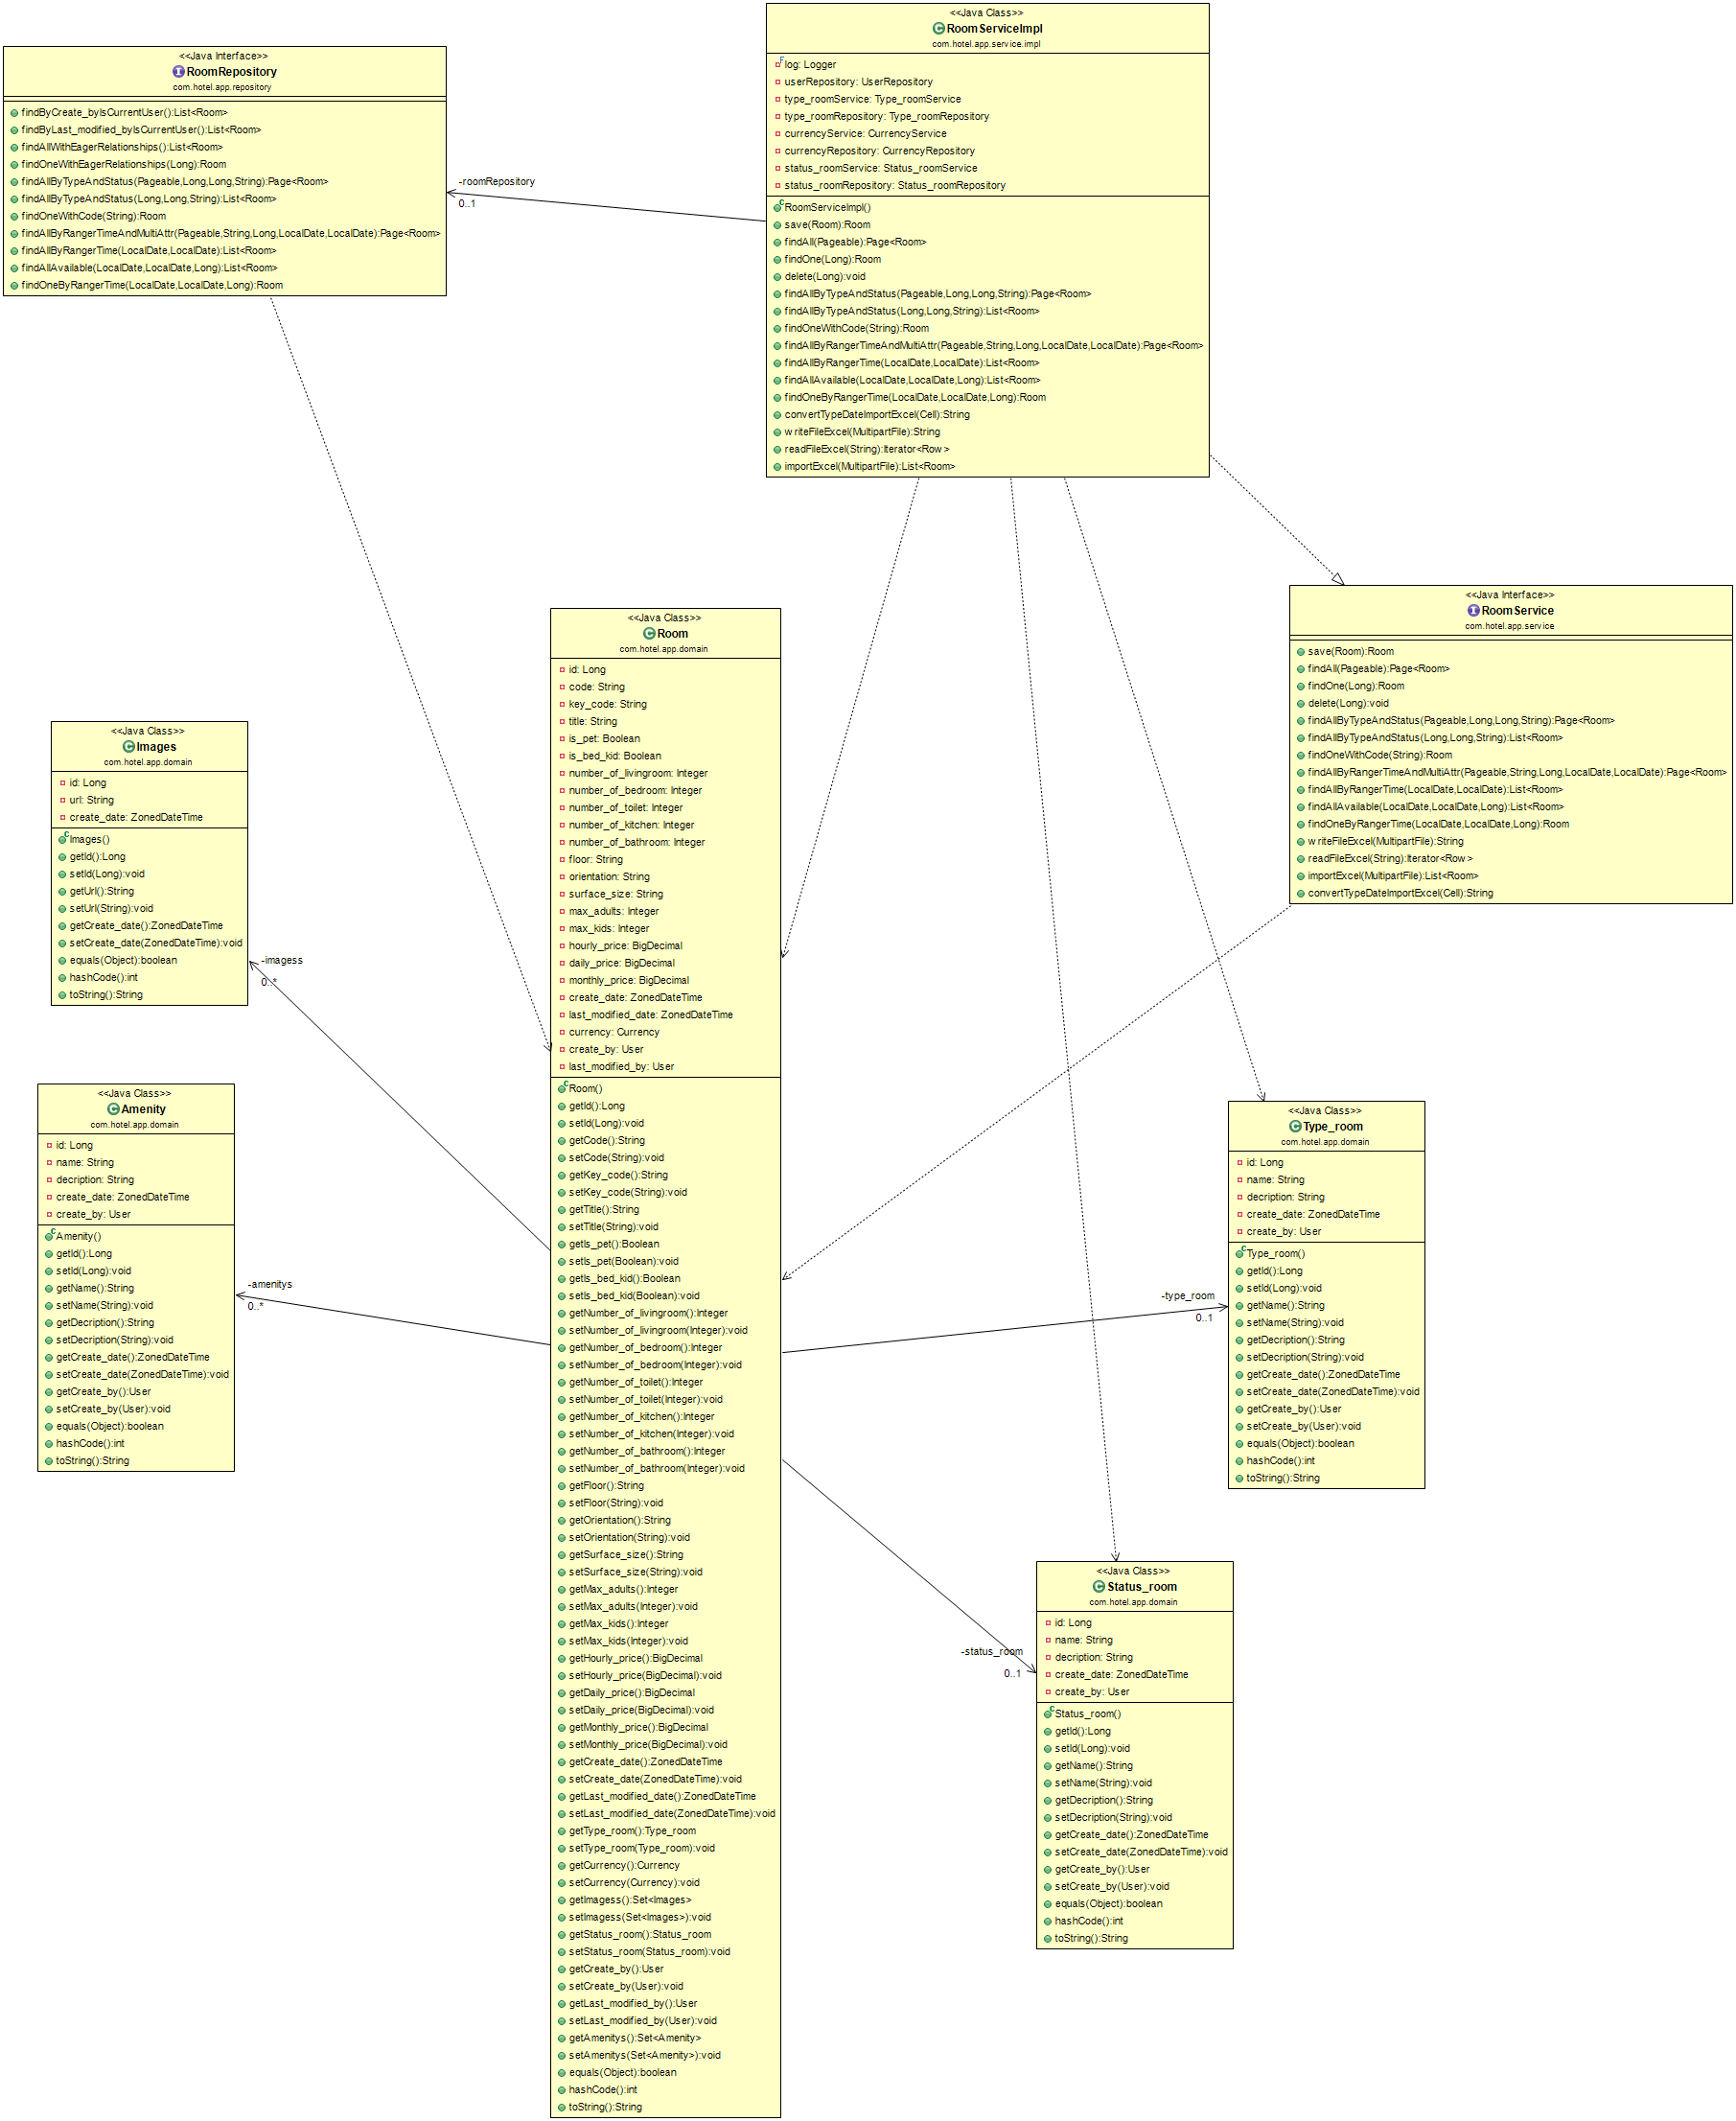 <<Java Class>>
RoomServiceImpl
com.hotel.app.service.impl
log: Logger
userRepository: UserRepository
type_roomService: Type_roomService
type_roomRepository: Type_roomRepository
currencyService: CurrencyService
currencyRepository: CurrencyRepository
status_roomService: Status_roomService
status_roomRepository: Status_roomRepository
RoomServiceImpl()
save(Room):Room
findAll(Pageable):Page<Room>
findOne(Long):Room
delete(Long):void
findAllByTypeAndStatus(Pageable,Long,Long,String):Page<Room>
findAllByTypeAndStatus(Long,Long,String):List<Room>
findOneWithCode(String):Room
findAllByRangerTimeAndMultiAttr(Pageable,String,Long,LocalDate,LocalDate):Page<Room>
findAllByRangerTime(LocalDate,LocalDate):List<Room>
findAllAvailable(LocalDate,LocalDate,Long):List<Room>
findOneByRangerTime(LocalDate,LocalDate,Long):Room
convertTypeDateImportExcel(Cell):String
writeFileExcel(MultipartFile):String
readFileExcel(String):Iterator<Row>
importExcel(MultipartFile):List<Room>
<<Java Interface>>
RoomRepository
com.hotel.app.repository
findByCreate_byIsCurrentUser():List<Room>
findByLast_modified_byIsCurrentUser():List<Room>
findAllWithEagerRelationships():List<Room>
findOneWithEagerRelationships(Long):Room
findAllByTypeAndStatus(Pageable,Long,Long,String):Page<Room>
findAllByTypeAndStatus(Long,Long,String):List<Room>
findOneWithCode(String):Room
findAllByRangerTimeAndMultiAttr(Pageable,String,Long,LocalDate,LocalDate):Page<Room>
findAllByRangerTime(LocalDate,LocalDate):List<Room>
findAllAvailable(LocalDate,LocalDate,Long):List<Room>
findOneByRangerTime(LocalDate,LocalDate,Long):Room
-roomRepository
0..1
<<Java Interface>>
RoomService
com.hotel.app.service
save(Room):Room
findAll(Pageable):Page<Room>
findOne(Long):Room
delete(Long):void
findAllByTypeAndStatus(Pageable,Long,Long,String):Page<Room>
findAllByTypeAndStatus(Long,Long,String):List<Room>
findOneWithCode(String):Room
findAllByRangerTimeAndMultiAttr(Pageable,String,Long,LocalDate,LocalDate):Page<Room>
findAllByRangerTime(LocalDate,LocalDate):List<Room>
findAllAvailable(LocalDate,LocalDate,Long):List<Room>
findOneByRangerTime(LocalDate,LocalDate,Long):Room
writeFileExcel(MultipartFile):String
readFileExcel(String):Iterator<Row>
importExcel(MultipartFile):List<Room>
convertTypeDateImportExcel(Cell):String
<<Java Class>>
Room
com.hotel.app.domain
id: Long
code: String
key_code: String
title: String
is_pet: Boolean
is_bed_kid: Boolean
number_of_livingroom: Integer
number_of_bedroom: Integer
number_of_toilet: Integer
number_of_kitchen: Integer
number_of_bathroom: Integer
floor: String
orientation: String
surface_size: String
max_adults: Integer
max_kids: Integer
hourly_price: BigDecimal
daily_price: BigDecimal
monthly_price: BigDecimal
create_date: ZonedDateTime
last_modified_date: ZonedDateTime
currency: Currency
create_by: User
last_modified_by: User
Room()
getId():Long
setId(Long):void
getCode():String
setCode(String):void
getKey_code():String
setKey_code(String):void
getTitle():String
setTitle(String):void
getIs_pet():Boolean
setIs_pet(Boolean):void
getIs_bed_kid():Boolean
setIs_bed_kid(Boolean):void
getNumber_of_livingroom():Integer
setNumber_of_livingroom(Integer):void
getNumber_of_bedroom():Integer
setNumber_of_bedroom(Integer):void
getNumber_of_toilet():Integer
setNumber_of_toilet(Integer):void
getNumber_of_kitchen():Integer
setNumber_of_kitchen(Integer):void
getNumber_of_bathroom():Integer
setNumber_of_bathroom(Integer):void
getFloor():String
setFloor(String):void
getOrientation():String
setOrientation(String):void
getSurface_size():String
setSurface_size(String):void
getMax_adults():Integer
setMax_adults(Integer):void
getMax_kids():Integer
setMax_kids(Integer):void
getHourly_price():BigDecimal
setHourly_price(BigDecimal):void
getDaily_price():BigDecimal
setDaily_price(BigDecimal):void
getMonthly_price():BigDecimal
setMonthly_price(BigDecimal):void
getCreate_date():ZonedDateTime
setCreate_date(ZonedDateTime):void
getLast_modified_date():ZonedDateTime
setLast_modified_date(ZonedDateTime):void
getType_room():Type_room
setType_room(Type_room):void
getCurrency():Currency
setCurrency(Currency):void
getImagess():Set<Images>
setImagess(Set<Images>):void
getStatus_room():Status_room
setStatus_room(Status_room):void
getCreate_by():User
setCreate_by(User):void
getLast_modified_by():User
setLast_modified_by(User):void
getAmenitys():Set<Amenity>
setAmenitys(Set<Amenity>):void
equals(Object):boolean
hashCode():int
toString():String
<<Java Class>>
Images
com.hotel.app.domain
id: Long
url: String
create_date: ZonedDateTime
Images()
getId():Long
setId(Long):void
getUrl():String
setUrl(String):void
getCreate_date():ZonedDateTime
setCreate_date(ZonedDateTime):void
equals(Object):boolean
hashCode():int
toString():String
-imagess
0..*
<<Java Class>>
Amenity
com.hotel.app.domain
id: Long
name: String
decription: String
create_date: ZonedDateTime
create_by: User
Amenity()
getId():Long
setId(Long):void
getName():String
setName(String):void
getDecription():String
setDecription(String):void
getCreate_date():ZonedDateTime
setCreate_date(ZonedDateTime):void
getCreate_by():User
setCreate_by(User):void
equals(Object):boolean
hashCode():int
toString():String
-amenitys
0..*
<<Java Class>>
Type_room
com.hotel.app.domain
id: Long
name: String
decription: String
create_date: ZonedDateTime
create_by: User
Type_room()
getId():Long
setId(Long):void
getName():String
setName(String):void
getDecription():String
setDecription(String):void
getCreate_date():ZonedDateTime
setCreate_date(ZonedDateTime):void
getCreate_by():User
setCreate_by(User):void
equals(Object):boolean
hashCode():int
toString():String
-type_room
0..1
<<Java Class>>
Status_room
com.hotel.app.domain
id: Long
name: String
decription: String
create_date: ZonedDateTime
create_by: User
Status_room()
getId():Long
setId(Long):void
getName():String
setName(String):void
getDecription():String
setDecription(String):void
getCreate_date():ZonedDateTime
setCreate_date(ZonedDateTime):void
getCreate_by():User
setCreate_by(User):void
equals(Object):boolean
hashCode():int
toString():String
-status_room
0..1